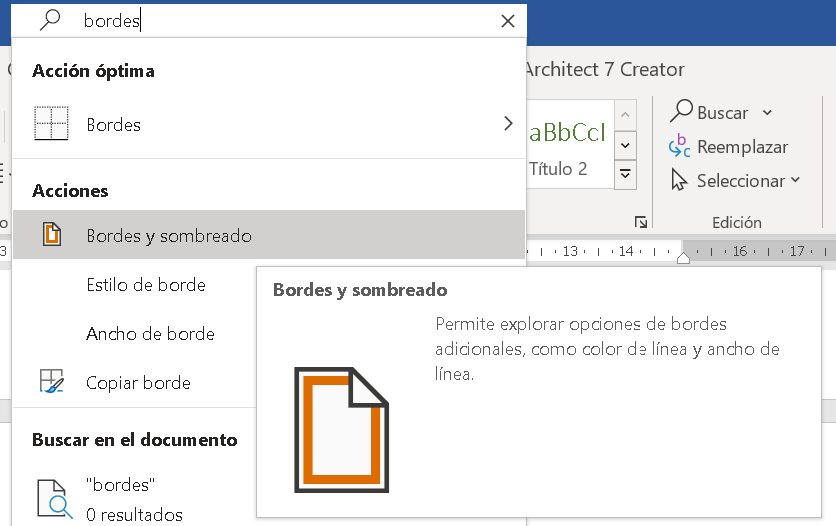 bordes
Acción óptima
Bordes
Acciones
Bordes y sombreado
Estilo de borde
Ancho de borde
Copiar borde
Buscar en el documento
"bordes"
0 resultados
Bordes y sombreado
Permite explorar opciones de bordes
adicionales, como color de línea y ancho de
línea.
Architect 7 Creator
aBbCcI
Título 2
Buscar
Reemplazar
Seleccionar
Edición
3
13 14 16 17